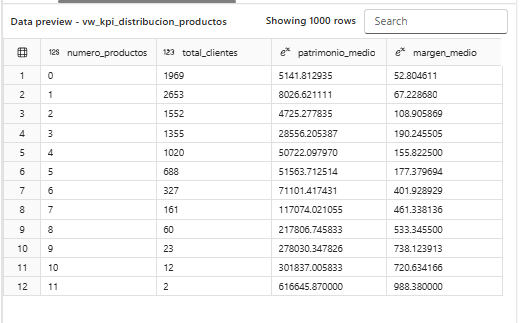 Data preview - vw_kpi_distribucion_productos Showing 1000 rows Search
123 numero_productos 123 total_clientes eˣ patrimonio_medio eˣ margen_medio
1 0 1969 5141.812935 52.804611
2 1 2653 8026.621111 67.228680
3 2 1552 4275.277835 108.905869
4 3 1355 28556.205387 190.245505
5 4 1020 50722.097970 155.822500
6 5 688 51563.712514 177.379694
7 6 327 71101.417431 401.928929
8 7 161 117074.021055 461.338136
9 8 60 217806.745833 533.345500
10 9 23 278030.347826 738.123913
11 10 12 301837.005833 720.634166
12 11 2 616645.870000 988.380000